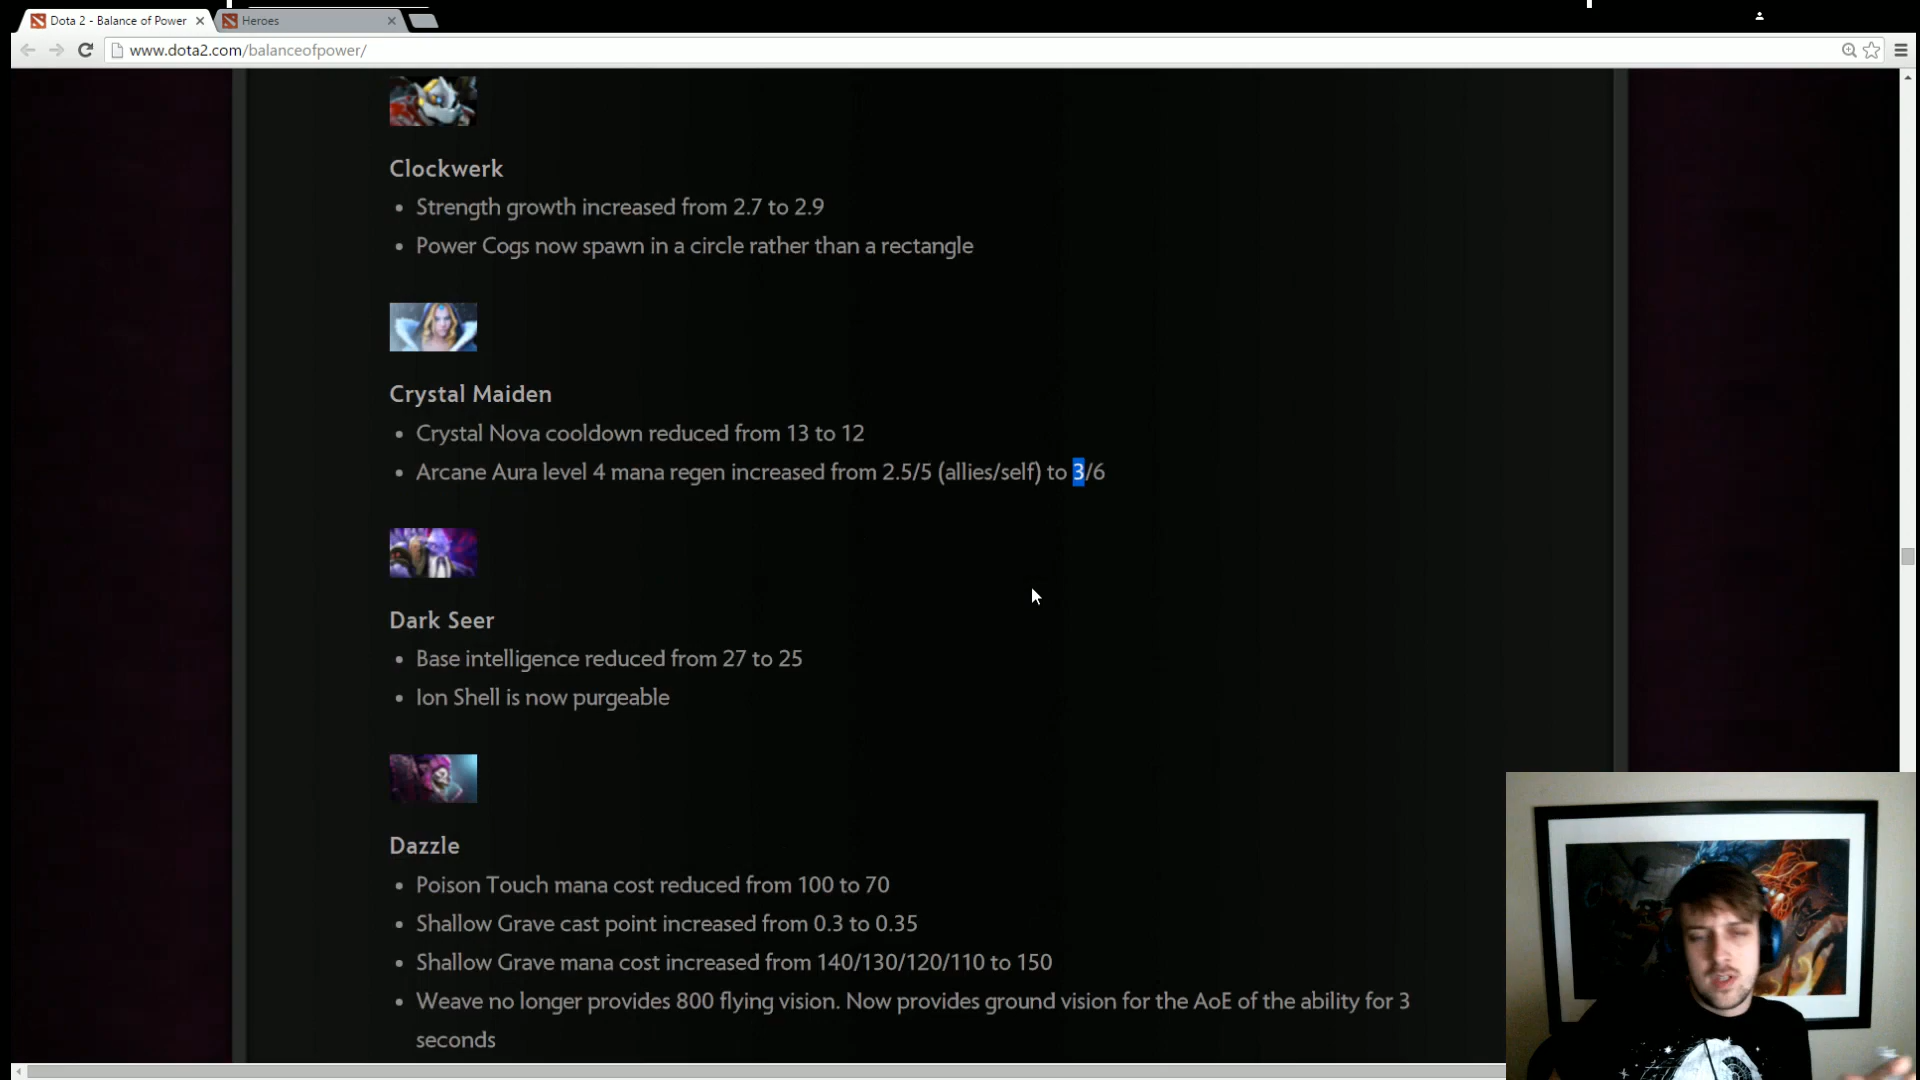 Dota 2 - Balance of Power
Heroes
www.dota2.com/balanceofpower/
Clockwerk
• Strength growth increased from 2.7 to 2.9
• Power Cogs now spawn in a circle rather than a rectangle
Crystal Maiden
• Crystal Nova cooldown reduced from 13 to 12
• Arcane Aura level 4 mana regen increased from 2.5/5 (allies/self) to 3/6
Dark Seer
• Base intelligence reduced from 27 to 25
• Ion Shell is now purgeable
Dazzle
• Poison Touch mana cost reduced from 100 to 70
• Shallow Grave cast point increased from 0.3 to 0.35
• Shallow Grave mana cost increased from 140/130/120/110 to 150
• Weave no longer provides 800 flying vision. Now provides ground vision for the AoE of the ability for 3
seconds